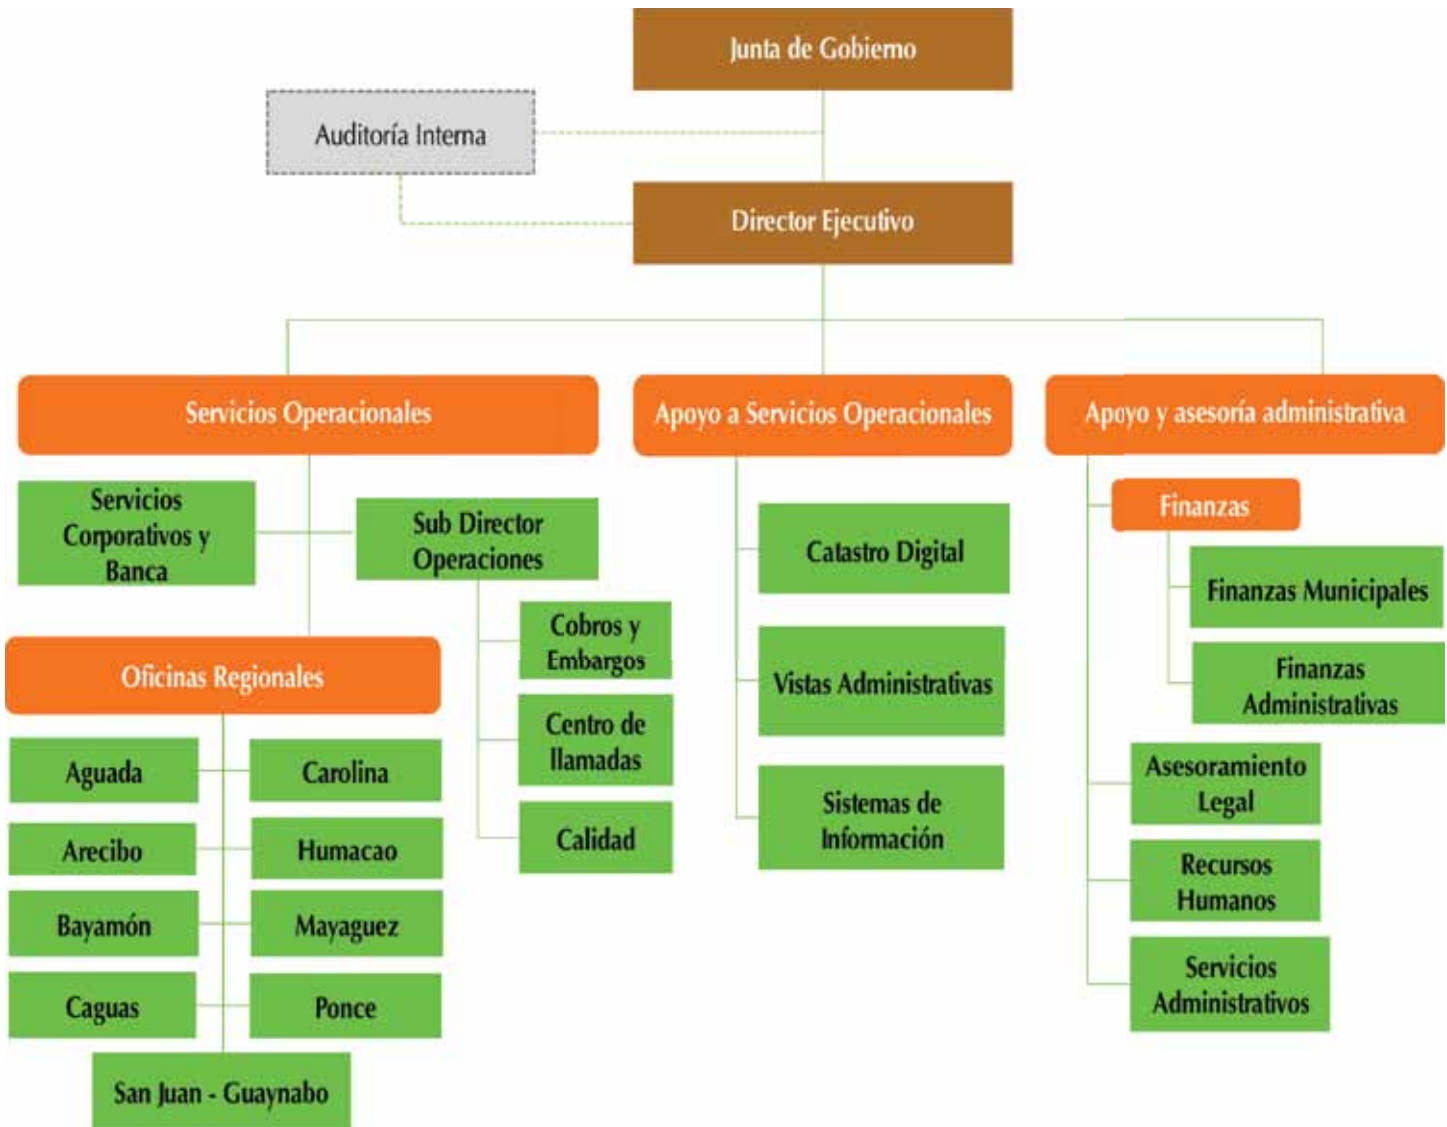 Junta de Gobierno
Auditoría Interna
Director Ejecutivo
Servicios Operacionales
Apoyo a Servicios Operacionales
Apoyo y asesoría administrativa
Servicios
Corporativos y
Banca
Sub Director
Operaciones
Cobros y
Embargos
Centro de
llamadas
Calidad
Oficinas Regionales
Aguada
Carolina
Arecibo
Humacao
Bayamón
Mayaguez
Caguas
Ponce
San Juan - Guaynabo
Catastro Digital
Vistas Administrativas
Sistemas de
Información
Finanzas
Finanzas Municipales
Finanzas
Administrativas
Asesoramiento
Legal
Recursos
Humanos
Servicios
Administrativos